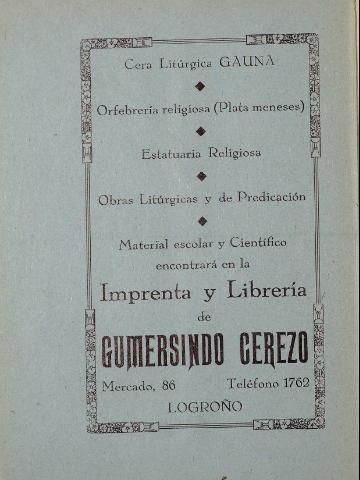 Cera Litúrgica GAUNA
Orfebrería religiosa (Plata meneses)
Estatuaria Religiosa
Obras Litúrgicas y de Predicación
Material escolar y Científico
encontrará en la
Imprenta y Librería
de
GUMERSINDO CEREZO
Mercado, 86 Teléfono 1762
LOGROÑO